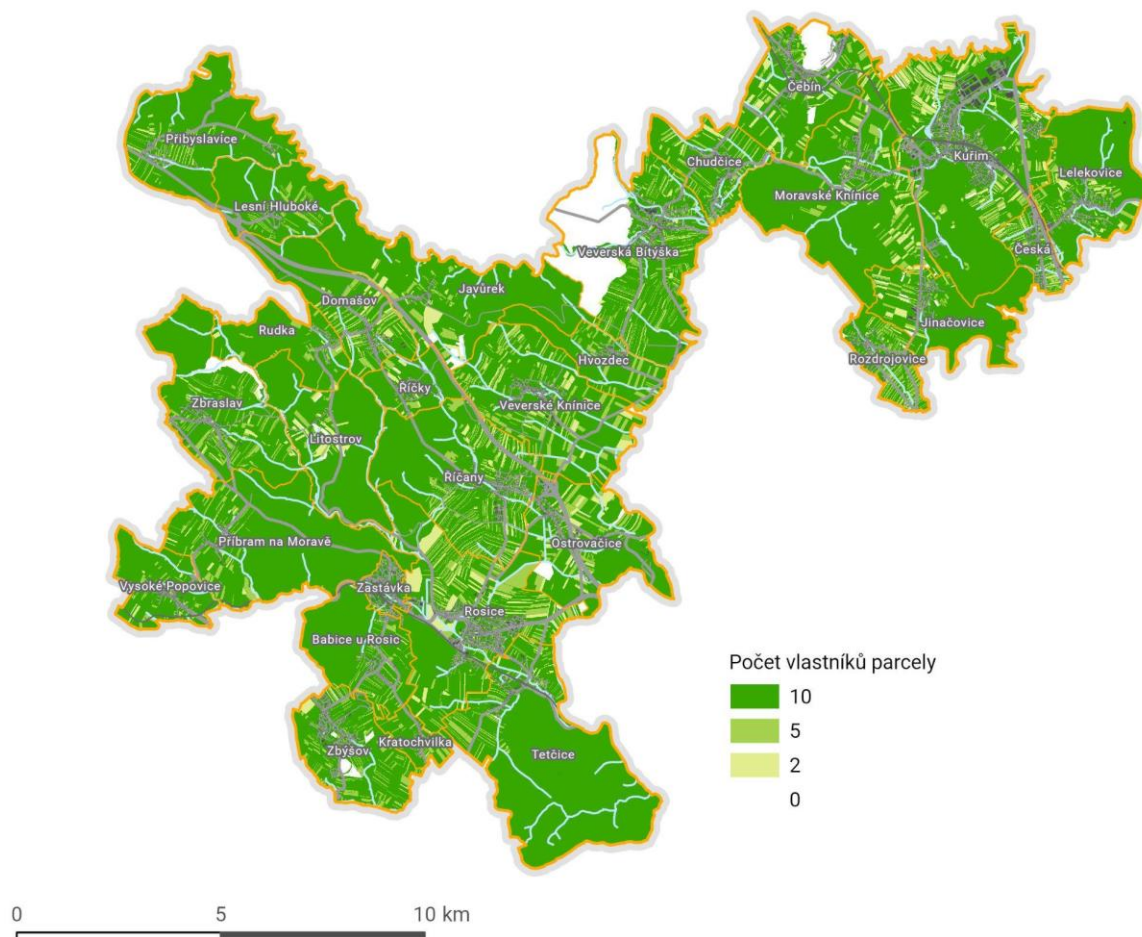 Čebín
Kuřim
Přibyslavice
Chudčice
Lelekovice
Moravské Knínice
Lesní Hluboké
Česká
Veverská Bítýška
Javůrek
Domašov
Jinačovice
Rudka
Rozdrojovice
Hvozdec
Říčky
Zbraslav
Veverské Knínice
Litostrov
Říčany
Příbram na Moravě
Ostrovačice
Vysoké Popovice
Zastávka
Rosice
Babice u Rosic
Počet vlastníků parcely
10
5
2
0
Kratochvilka
Zbýšov
Tetčice
0 5 10 km